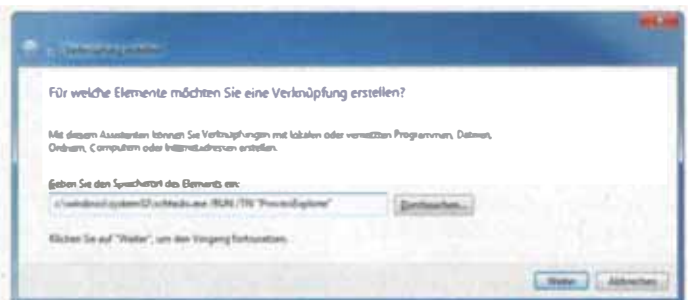 Verknüpfung erstellen
Für welche Elemente möchten Sie eine Verknüpfung erstellen?
Mit diesem Assistenten können Sie Verknüpfungen mit lokalen oder vernetzten Programmen, Dateien,
Ordnern, Computern oder Internetadressen erstellen.
Geben Sie den Speicherort des Elements ein:
c:\windows\system32\schtasks.exe /RUN /TN "ProcessExplorer"
Durchsuchen...
Klicken Sie auf "Weiter", um den Vorgang fortzusetzen.
Weiter
Abbrechen